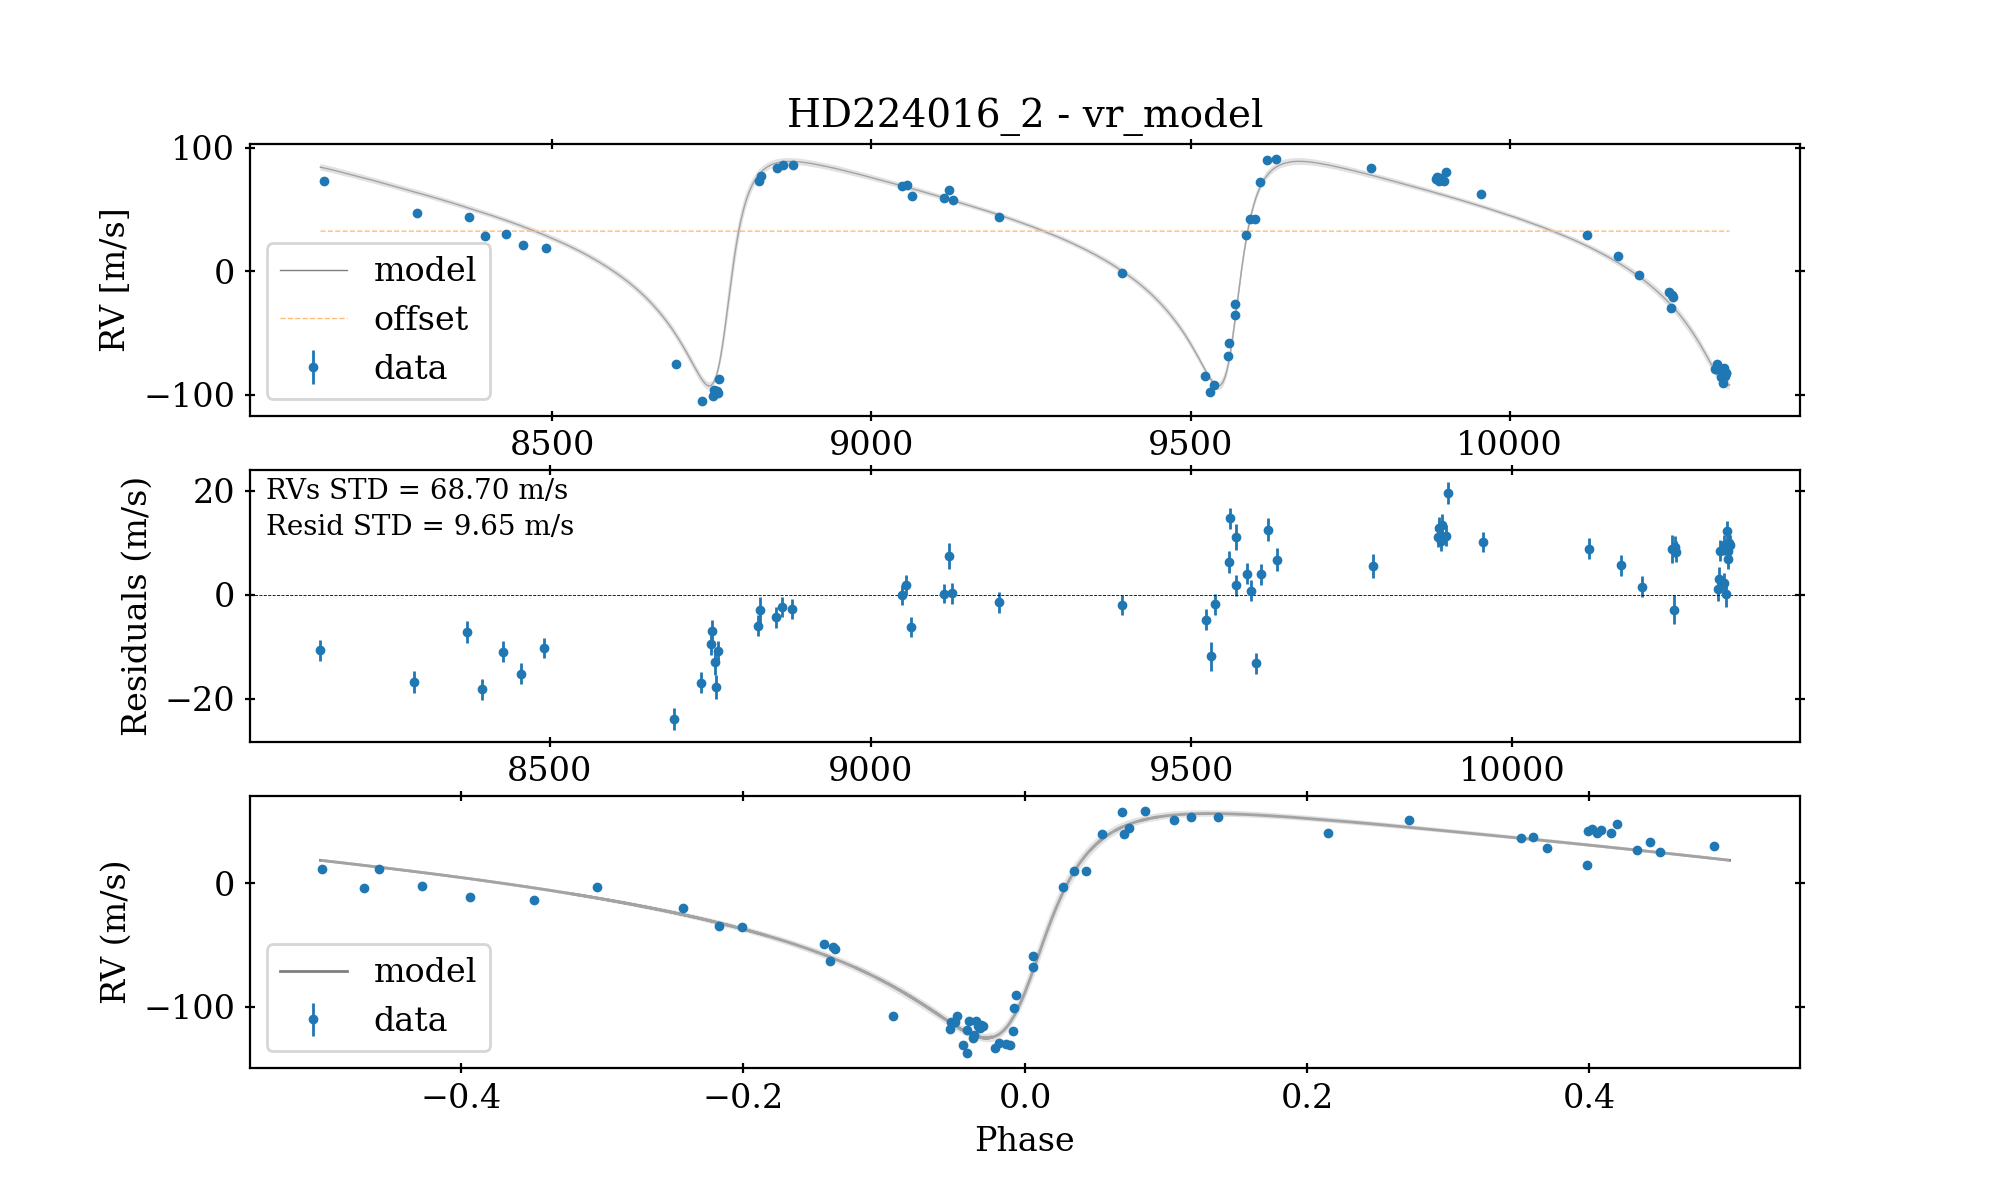 HD224016_2 - vr_model
100
0
−100
RV [m/s]
model
offset
data
8500
9000
9500
10000
20
0
−20
Residuals (m/s)
RVs STD = 68.70 m/s
Resid STD = 9.65 m/s
8500
9000
9500
10000
0
−100
RV (m/s)
model
data
−0.4
−0.2
0.0
0.2
0.4
Phase